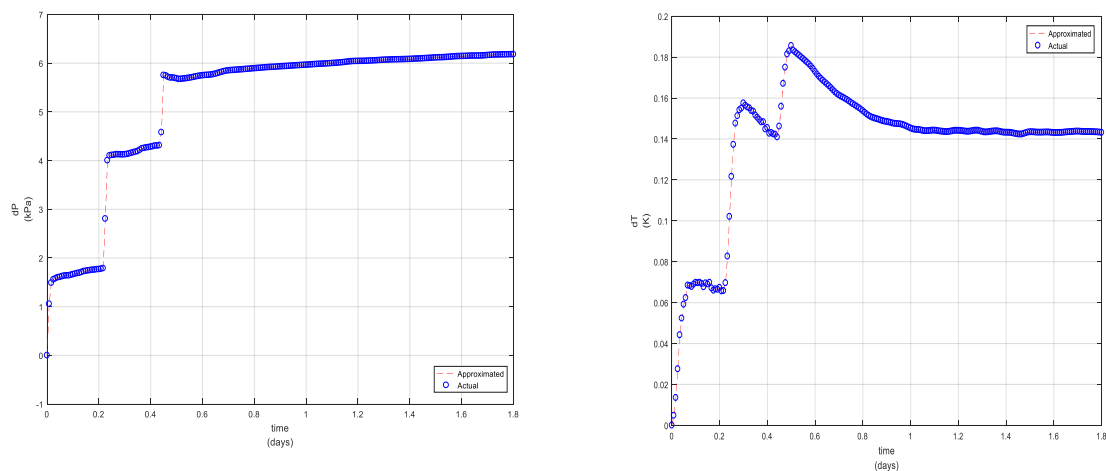 7
6
5
4
3
2
1
0
-1
dP
(kPa)
0 0.2 0.4 0.6 0.8 1 1.2 1.4 1.6 1.8
time
(days)
Approximated
Actual
0.2
0.18
0.16
0.14
0.12
0.1
0.08
0.06
0.04
0.02
0
dT
(K)
0 0.2 0.4 0.6 0.8 1 1.2 1.4 1.6 1.8
time
(days)
Approximated
Actual